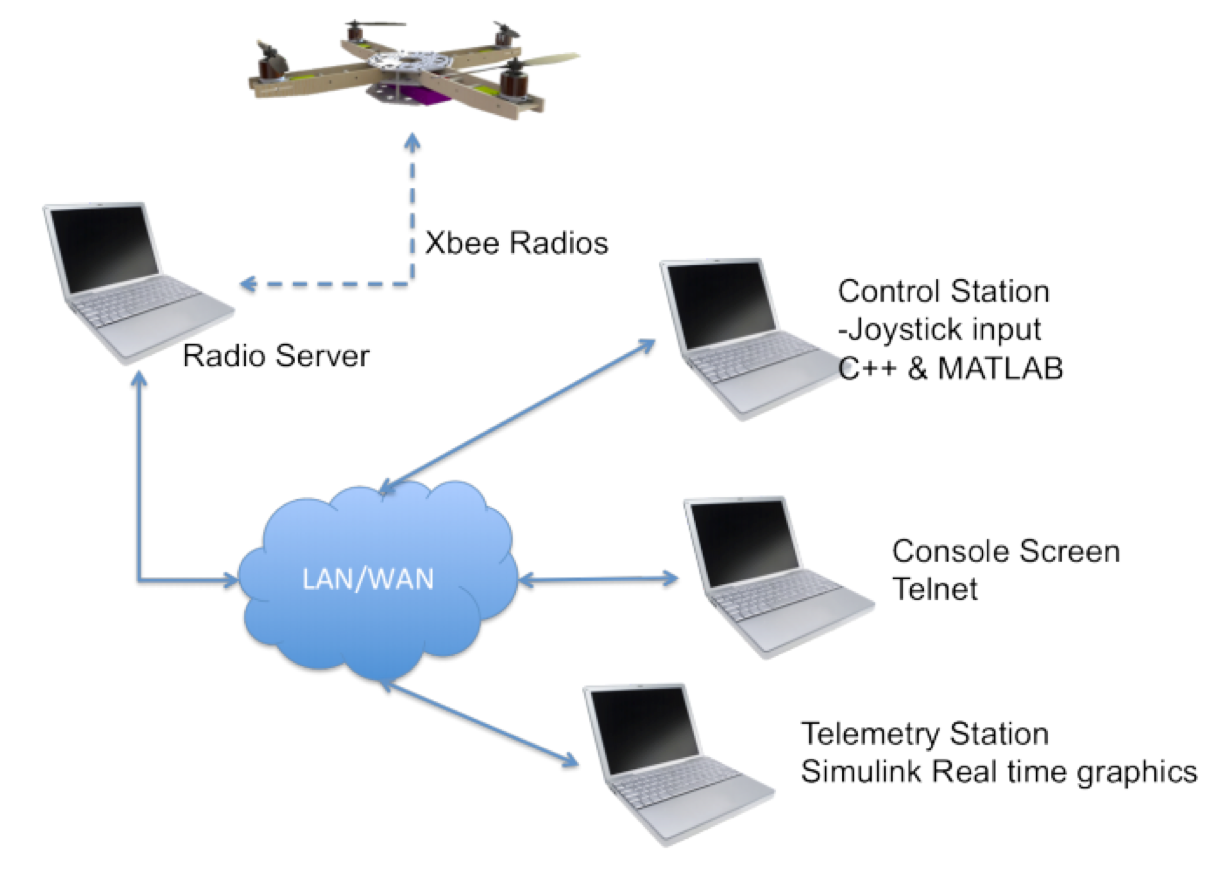 Xbee Radios
Radio Server
Control Station
-Joystick input
C++ & MATLAB
LAN/WAN
Console Screen
Telnet
Telemetry Station
Simulink Real time graphics